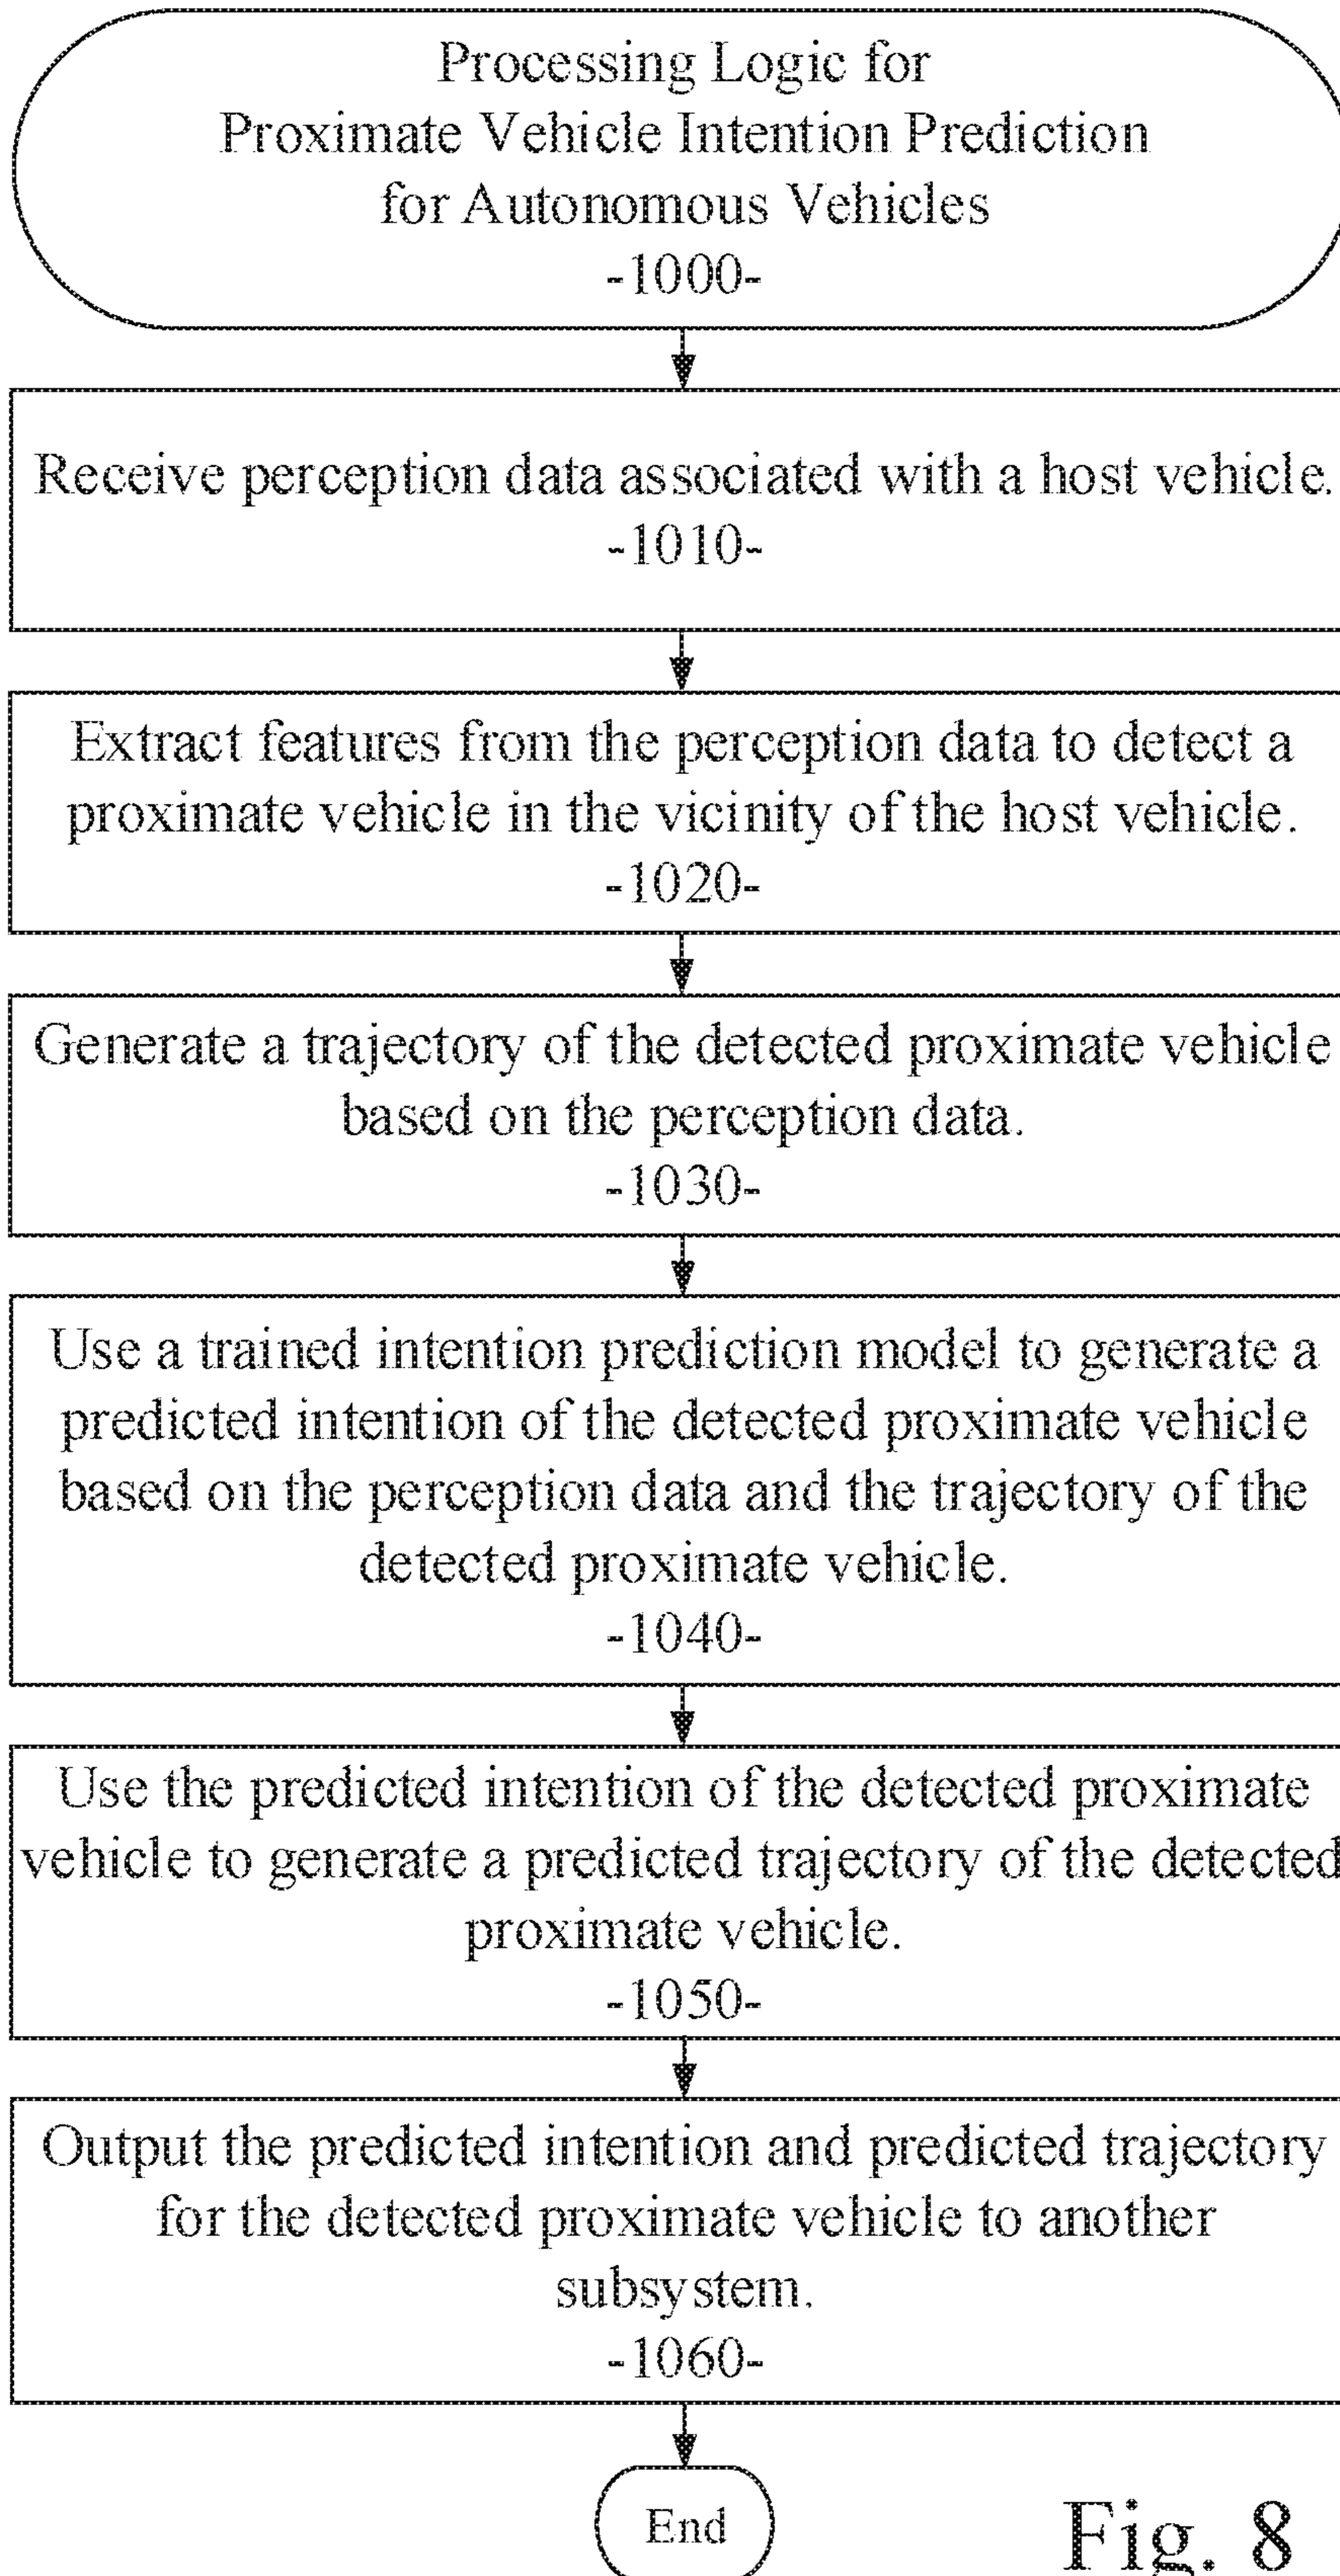 Processing Logic for
Proximate Vehicle Intention Prediction
for Autonomous Vehicles
-1000-
Receive perception data associated with a host vehicle.
-1010-
Extract features from the perception data to detect a
proximate vehicle in the vicinity of the host vehicle.
-1020-
Generate a trajectory of the detected proximate vehicle
based on the perception data.
-1030-
Use a trained intention prediction model to generate a
predicted intention of the detected proximate vehicle
based on the perception data and the trajectory of the
detected proximate vehicle.
-1040-
Use the predicted intention of the detected proximate
vehicle to generate a predicted trajectory of the detected
proximate vehicle.
-1050-
Output the predicted intention and predicted trajectory
for the detected proximate vehicle to another
subsystem.
-1060-
End
Fig. 8